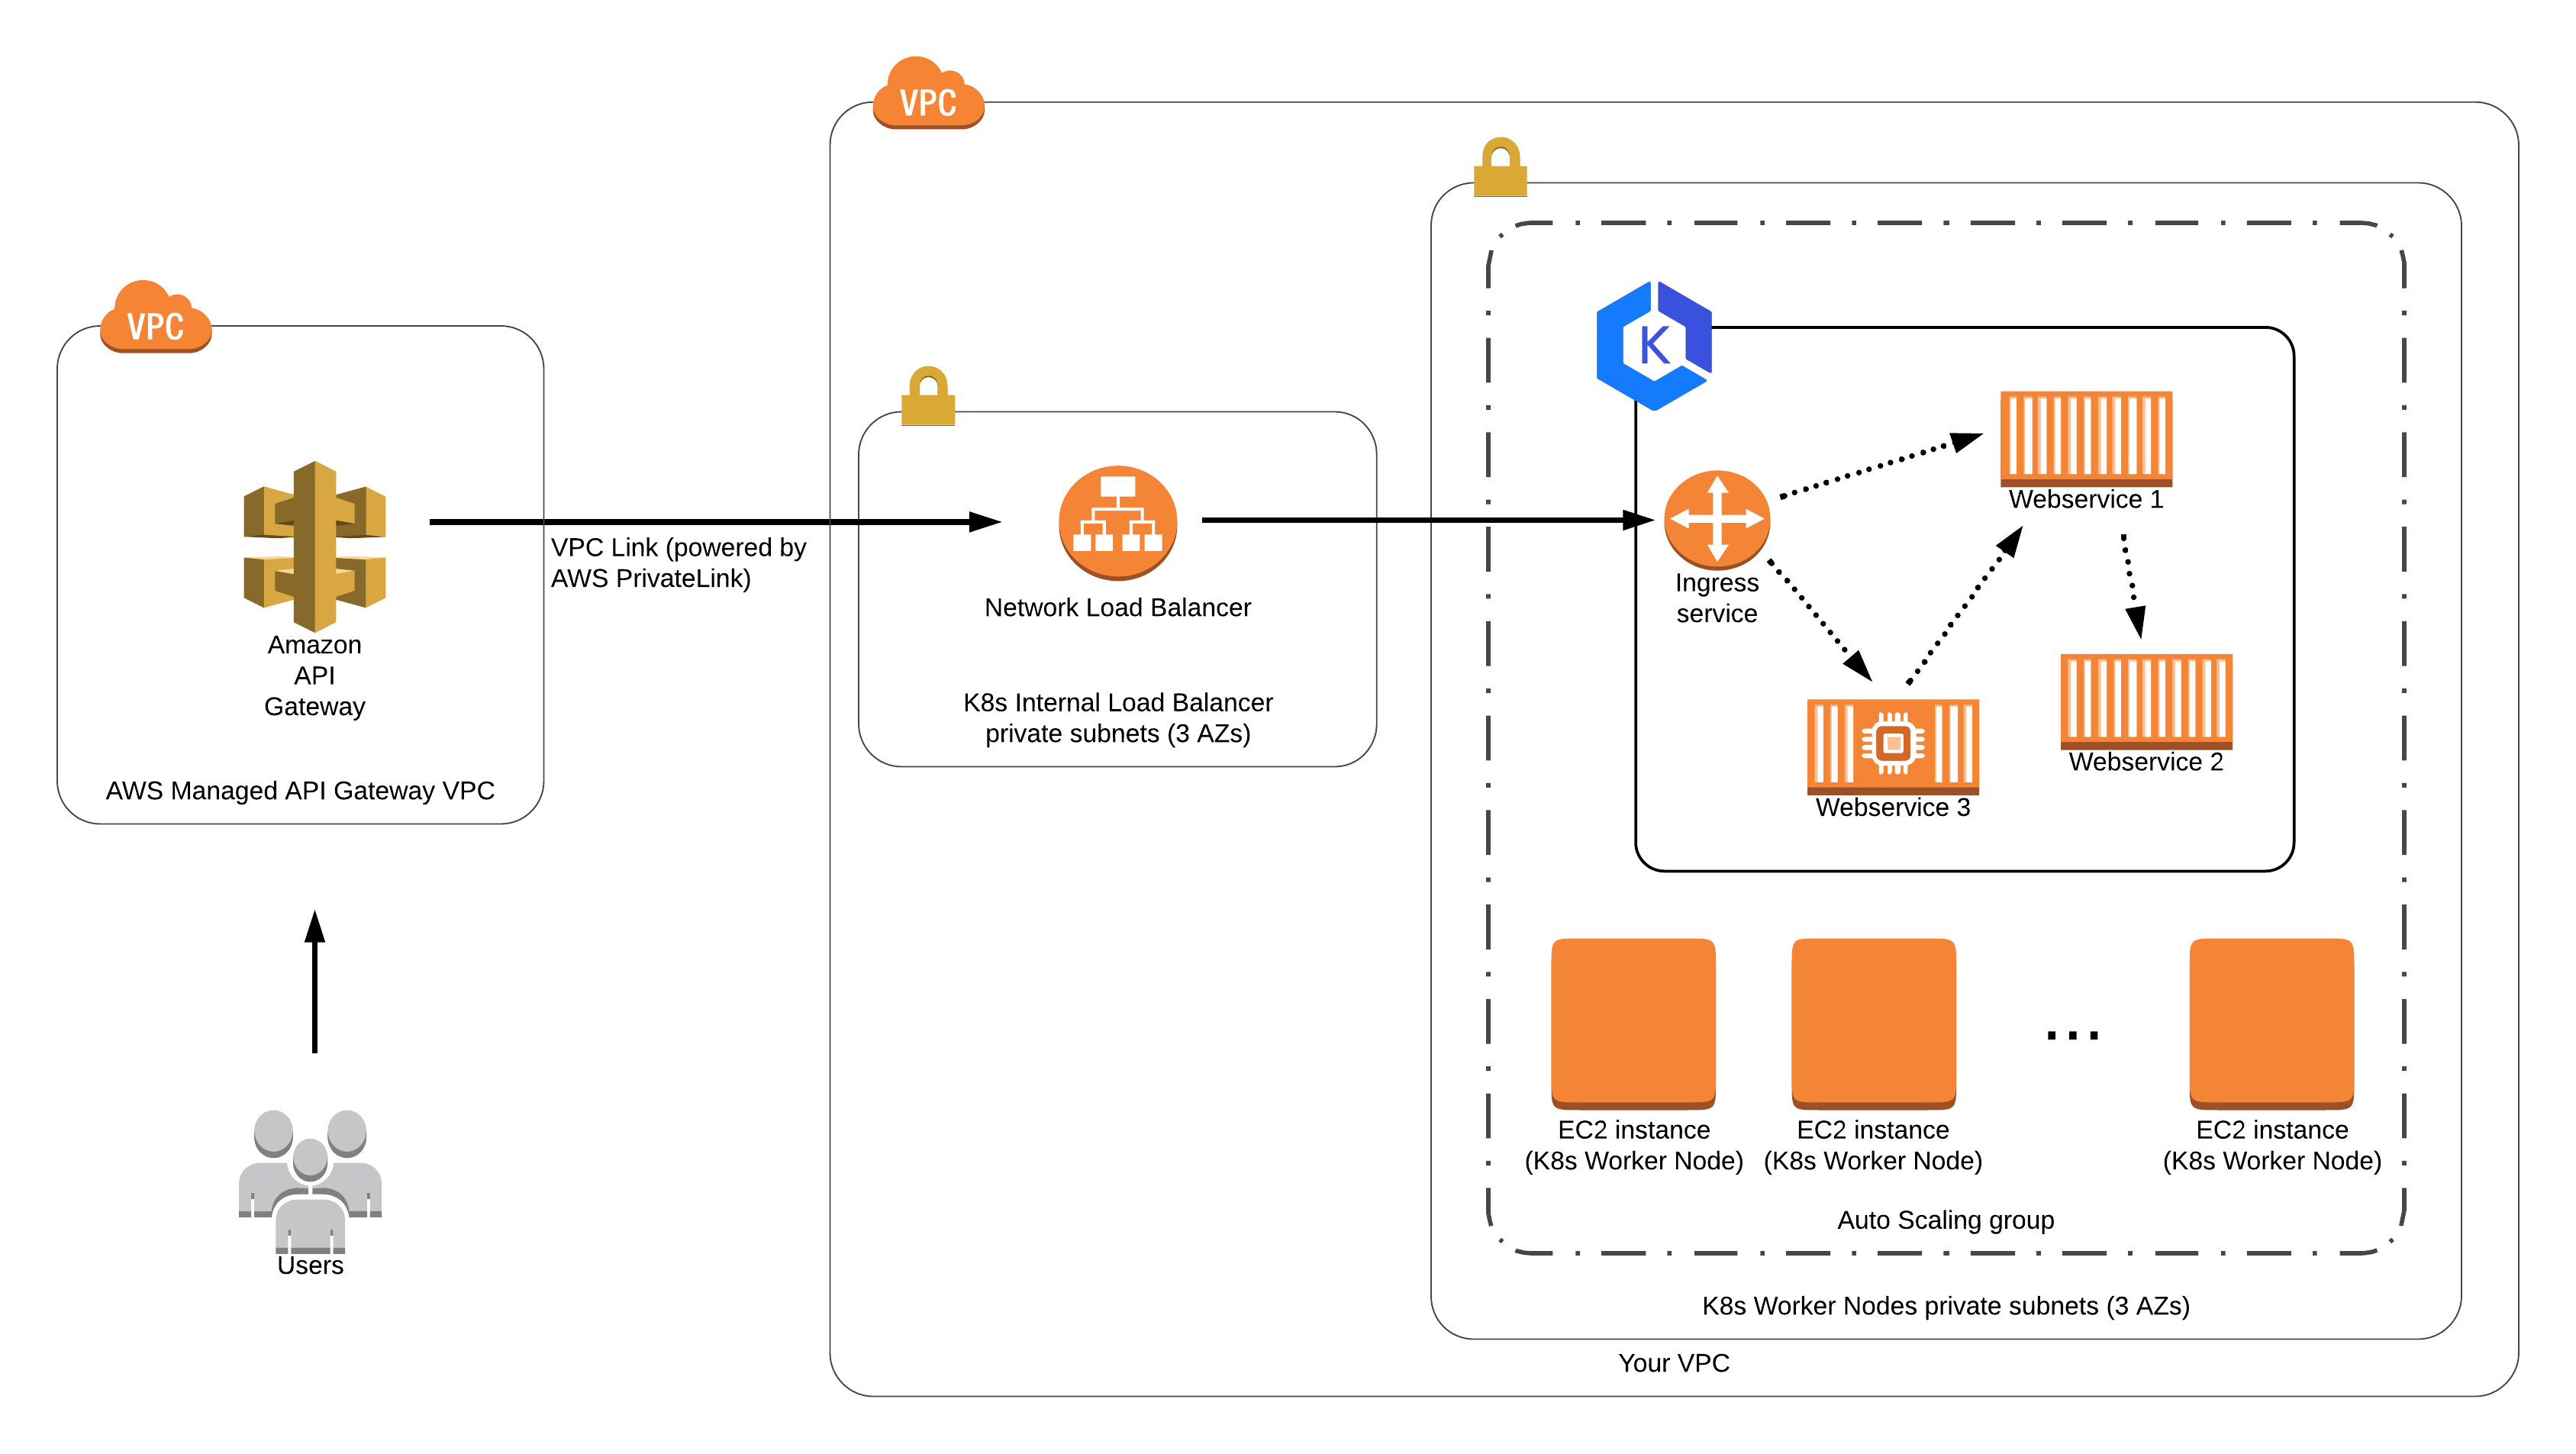 VPC
VPC
K
Amazon
API
Gateway
AWS Managed API Gateway VPC
VPC Link (powered by
AWS PrivateLink)
Network Load Balancer
K8s Internal Load Balancer
private subnets (3 AZs)
Ingress
service
Webservice 1
Webservice 2
Webservice 3
EC2 instance
(K8s Worker Node)
EC2 instance
(K8s Worker Node)
...
EC2 instance
(K8s Worker Node)
Auto Scaling group
K8s Worker Nodes private subnets (3 AZs)
Your VPC
Users